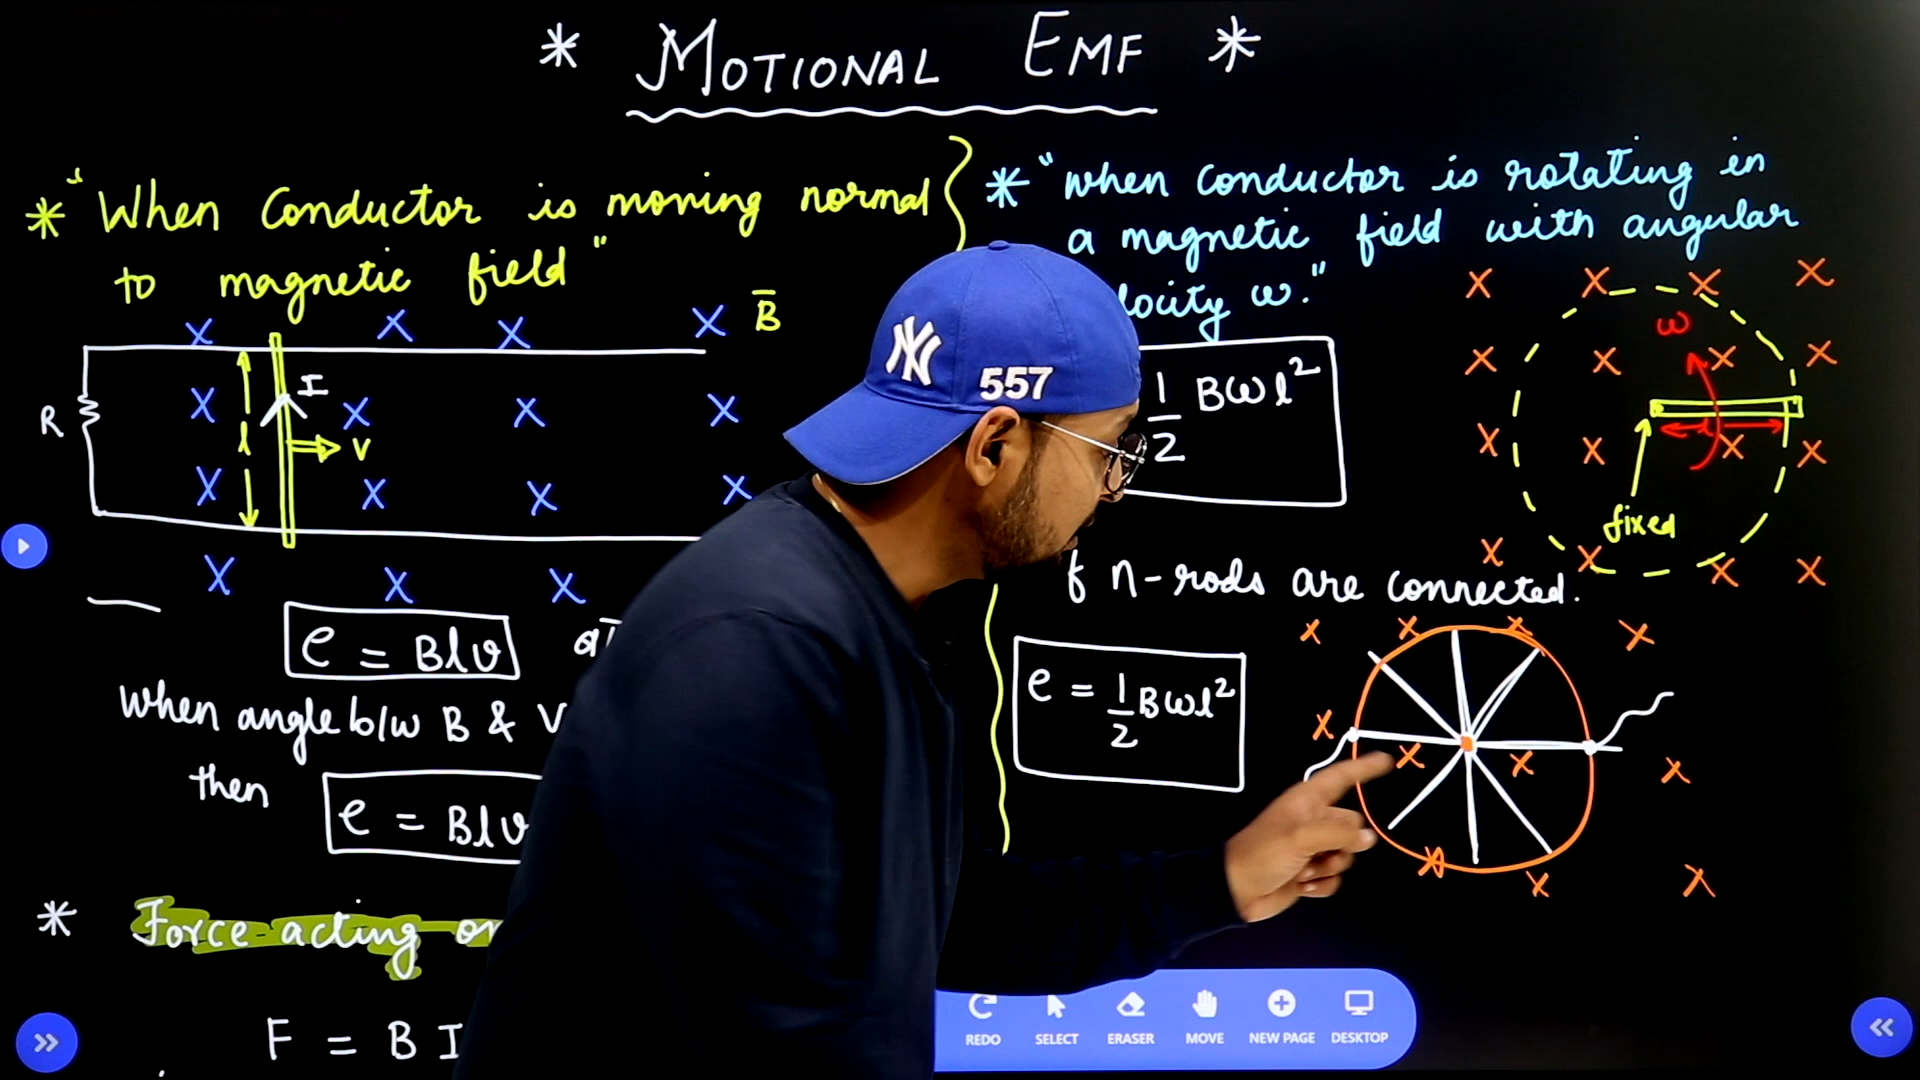 * MOTIONAL EMF *
* "When Conductor is moving normal
to magnetic field"
X X X X B̅
R
l
I
V
e = Blv
When angle b/w B & V
then
e = Blv
* Force acting on
F = B I
* "when conductor is rotating in
a magnetic field with angular
locity ω."
1/2 Bωl²
ω
l
fixed
f n-rods are connected.
e = 1/2 Bωl²
NY
557
REDO SELECT ERASER MOVE NEW PAGE DESKTOP